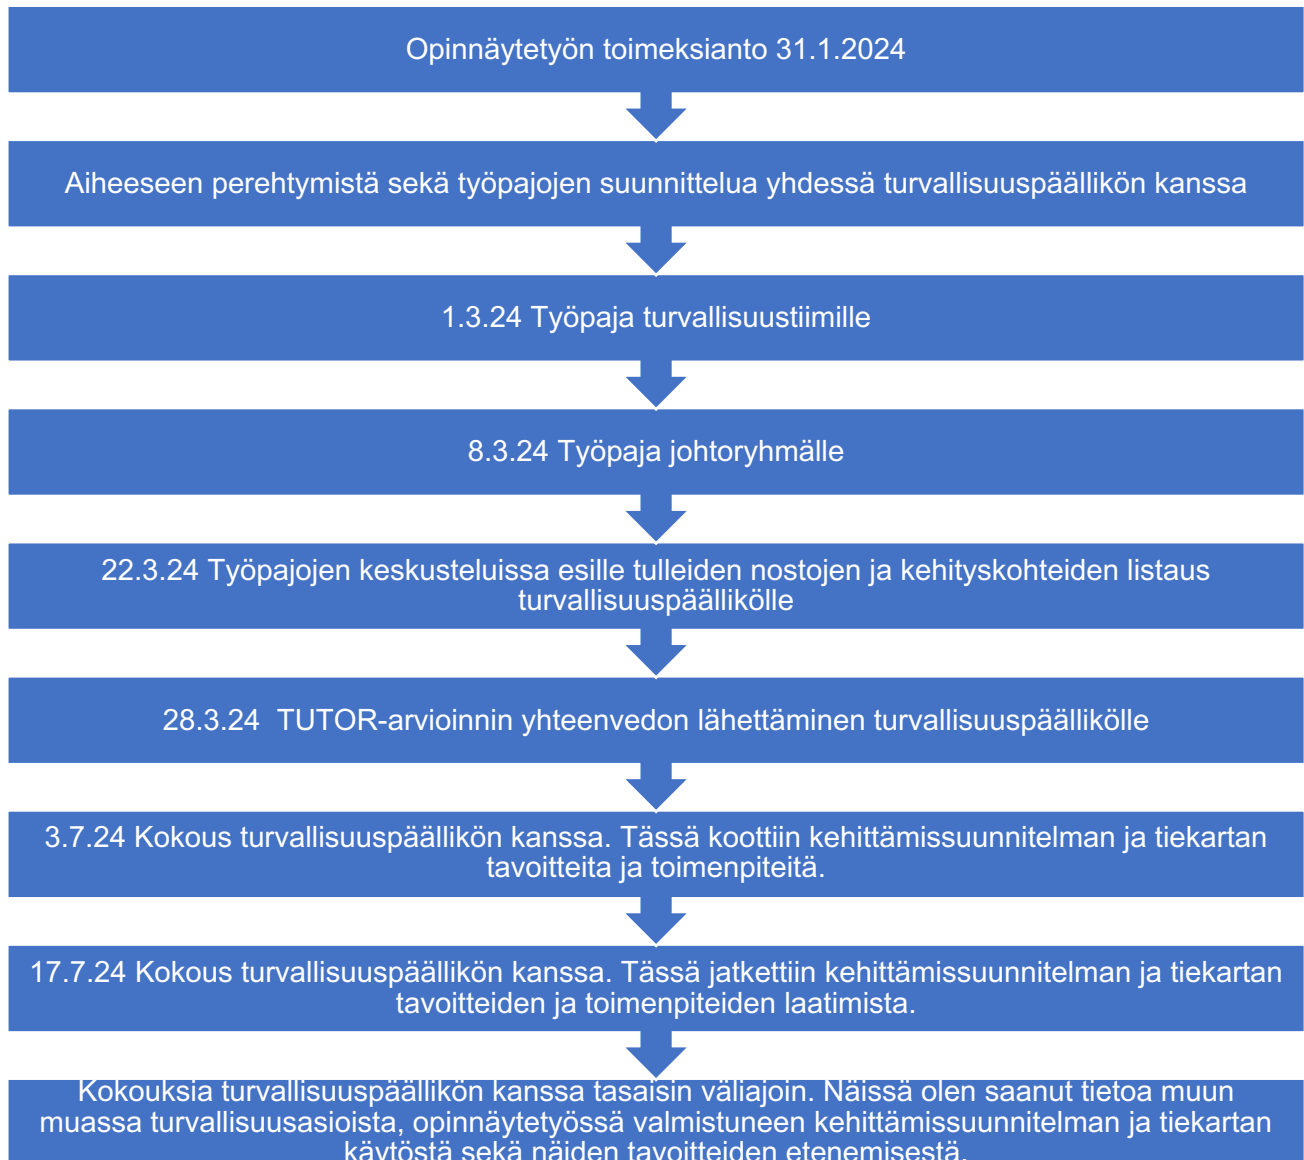 Opinnäytetyön toimeksianto 31.1.2024
Aiheeseen perehtymistä sekä työpajojen suunnittelua yhdessä turvallisuuspäällikön kanssa
1.3.24 Työpaja turvallisuustiimille
8.3.24 Työpaja johtoryhmälle
22.3.24 Työpajojen keskusteluissa esille tulleiden nostojen ja kehityskohteiden listaus
turvallisuuspäällikölle
28.3.24  TUTOR-arvioinnin yhteenvedon lähettäminen turvallisuuspäällikölle
3.7.24 Kokous turvallisuuspäällikön kanssa. Tässä koottiin kehittämissuunnitelman ja tiekartan
tavoitteita ja toimenpiteitä.
17.7.24 Kokous turvallisuuspäällikön kanssa. Tässä jatkettiin kehittämissuunnitelman ja tiekartan
tavoitteiden ja toimenpiteiden laatimista.
Kokouksia turvallisuuspäällikön kanssa tasaisin väliajoin. Näissä olen saanut tietoa muun
muassa turvallisuusasioista, opinnäytetyössä valmistuneen kehittämissuunnitelman ja tiekartan
käytöstä sekä näiden tavoitteiden etenemisestä.